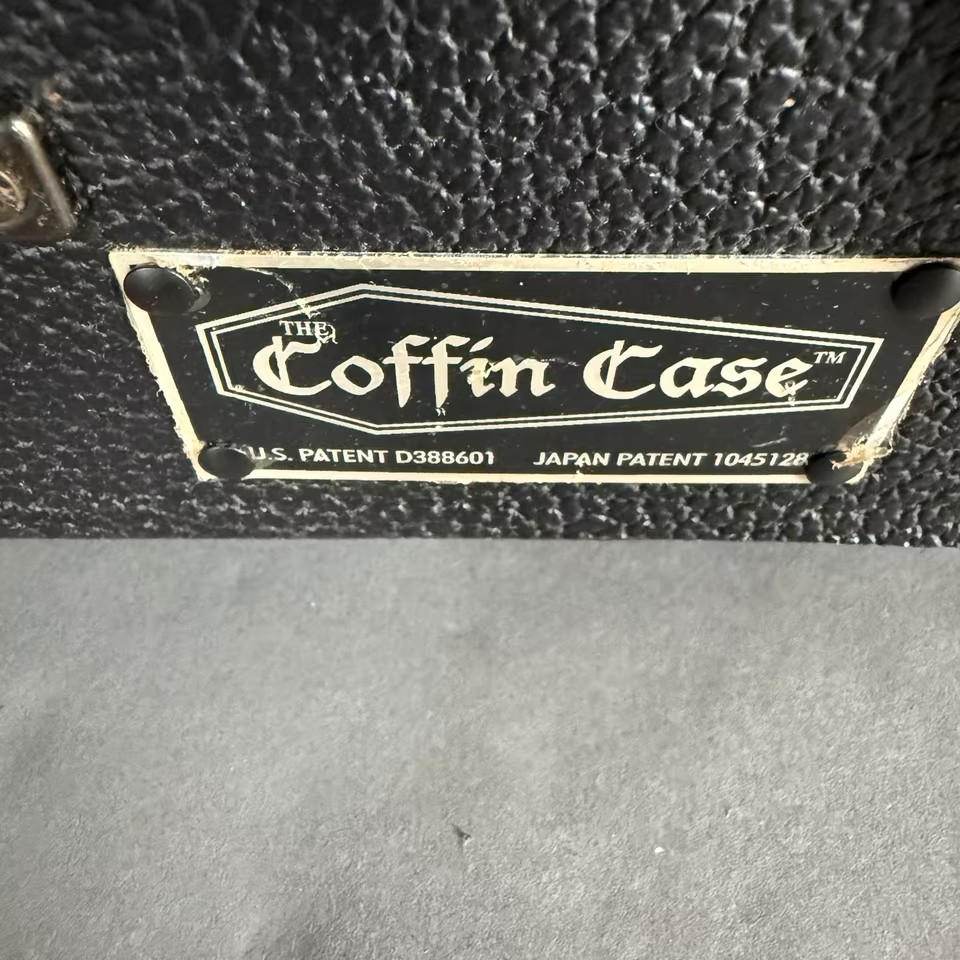 THE
Coffin Case™
U.S. PATENT D388601 JAPAN PATENT 1045128